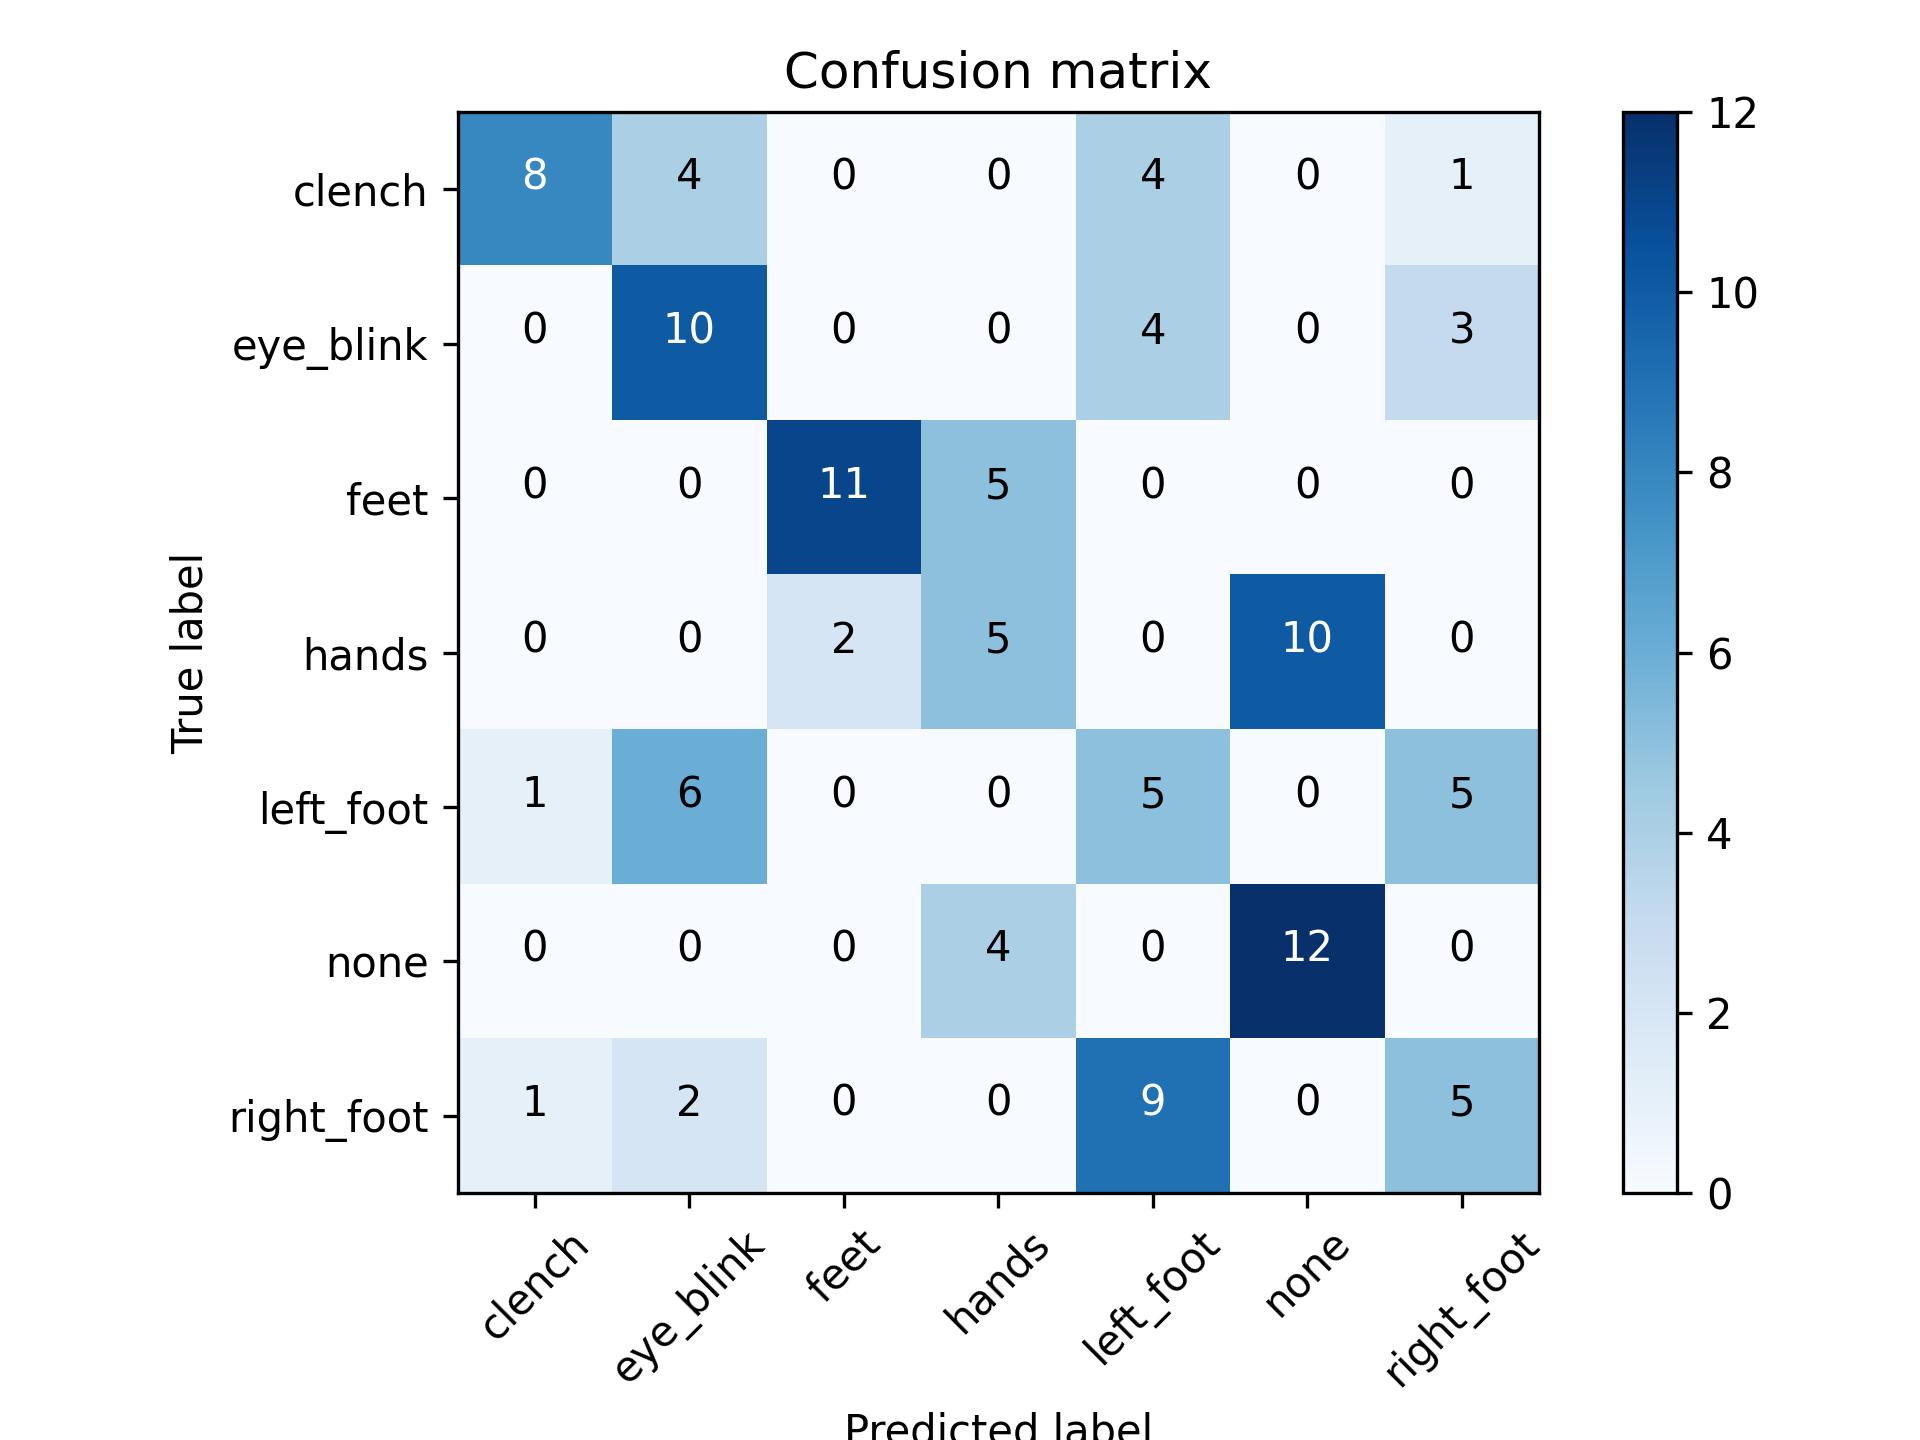 Confusion matrix
clench 8 4 0 0 4 0 1
eye_blink 0 10 0 0 4 0 3
feet 0 0 11 5 0 0 0
hands 0 0 2 5 0 10 0
left_foot 1 6 0 0 5 0 5
none 0 0 0 4 0 12 0
right_foot 1 2 0 0 9 0 5
True label
clench eye_blink feet hands left_foot none right_foot
Predicted label
12
10
8
6
4
2
0